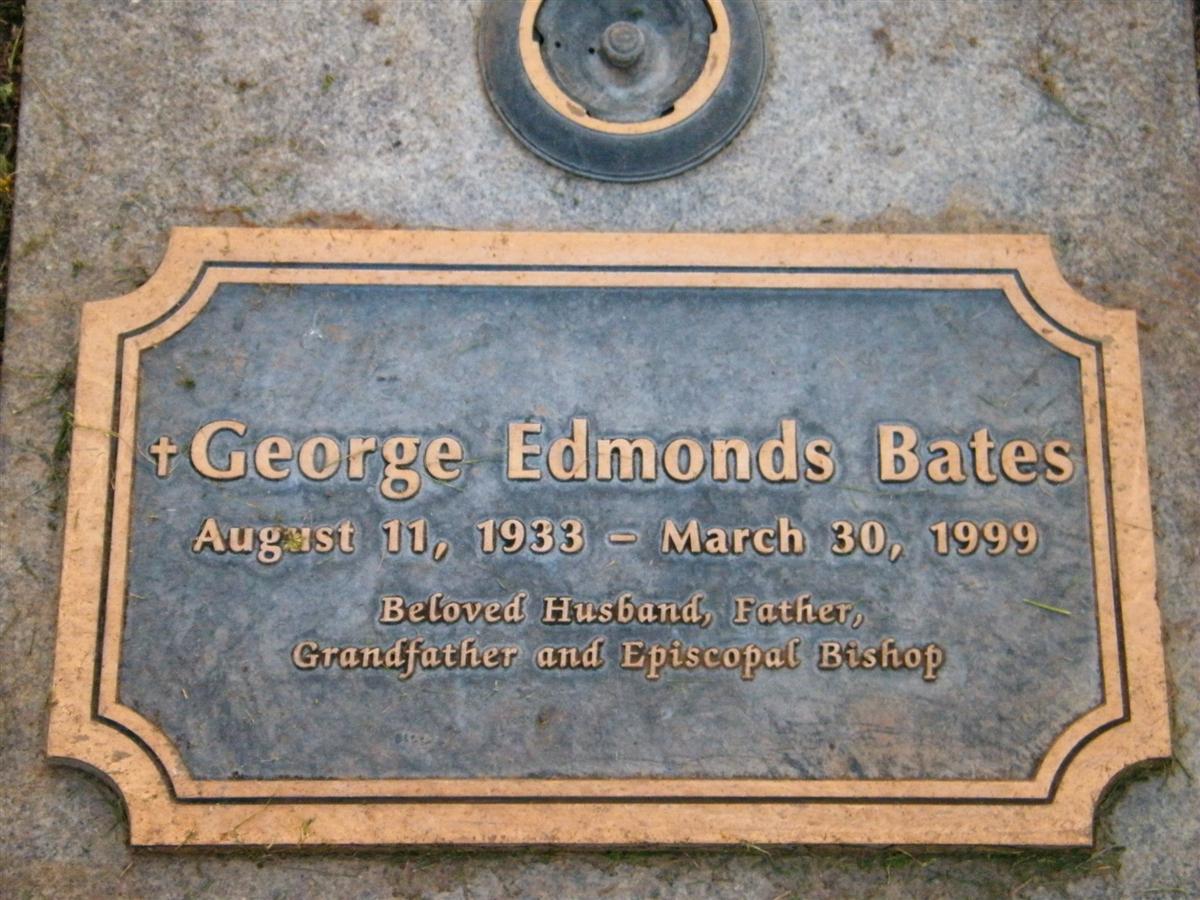 ✝George Edmonds Bates
August 11, 1933 – March 30, 1999
Beloved Husband, Father,
Grandfather and Episcopal Bishop